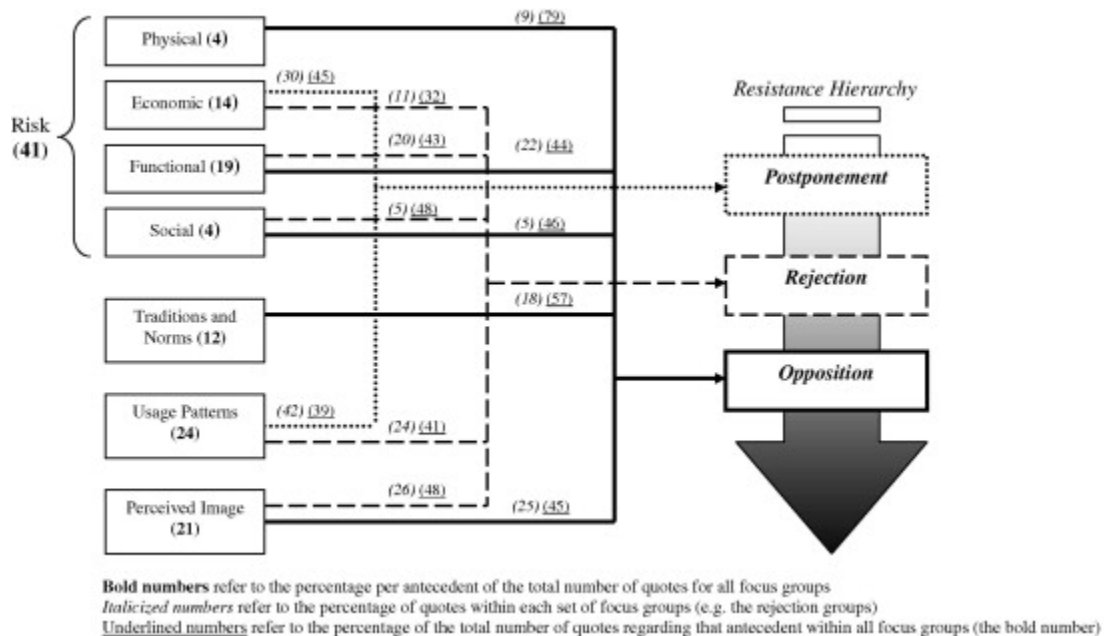 (9) (79)
Physical (4)
(30) (45)
Economic (14)
(11) (32)
Resistance Hierarchy
Risk
(41)
(20) (43)
(22) (44)
Functional (19)
Postponement
(5) (48)
(5) (46)
Social (4)
Rejection
(18) (57)
Traditions and
Norms (12)
Opposition
(42) (39)
Usage Patterns
(24)
(24) (41)
(26) (48)
(25) (45)
Perceived Image
(21)
Bold numbers refer to the percentage per antecedent of the total number of quotes for all focus groups
Italicized numbers refer to the percentage of quotes within each set of focus groups (e.g. the rejection groups)
Underlined numbers refer to the percentage of the total number of quotes regarding that antecedent within all focus groups (the bold number)